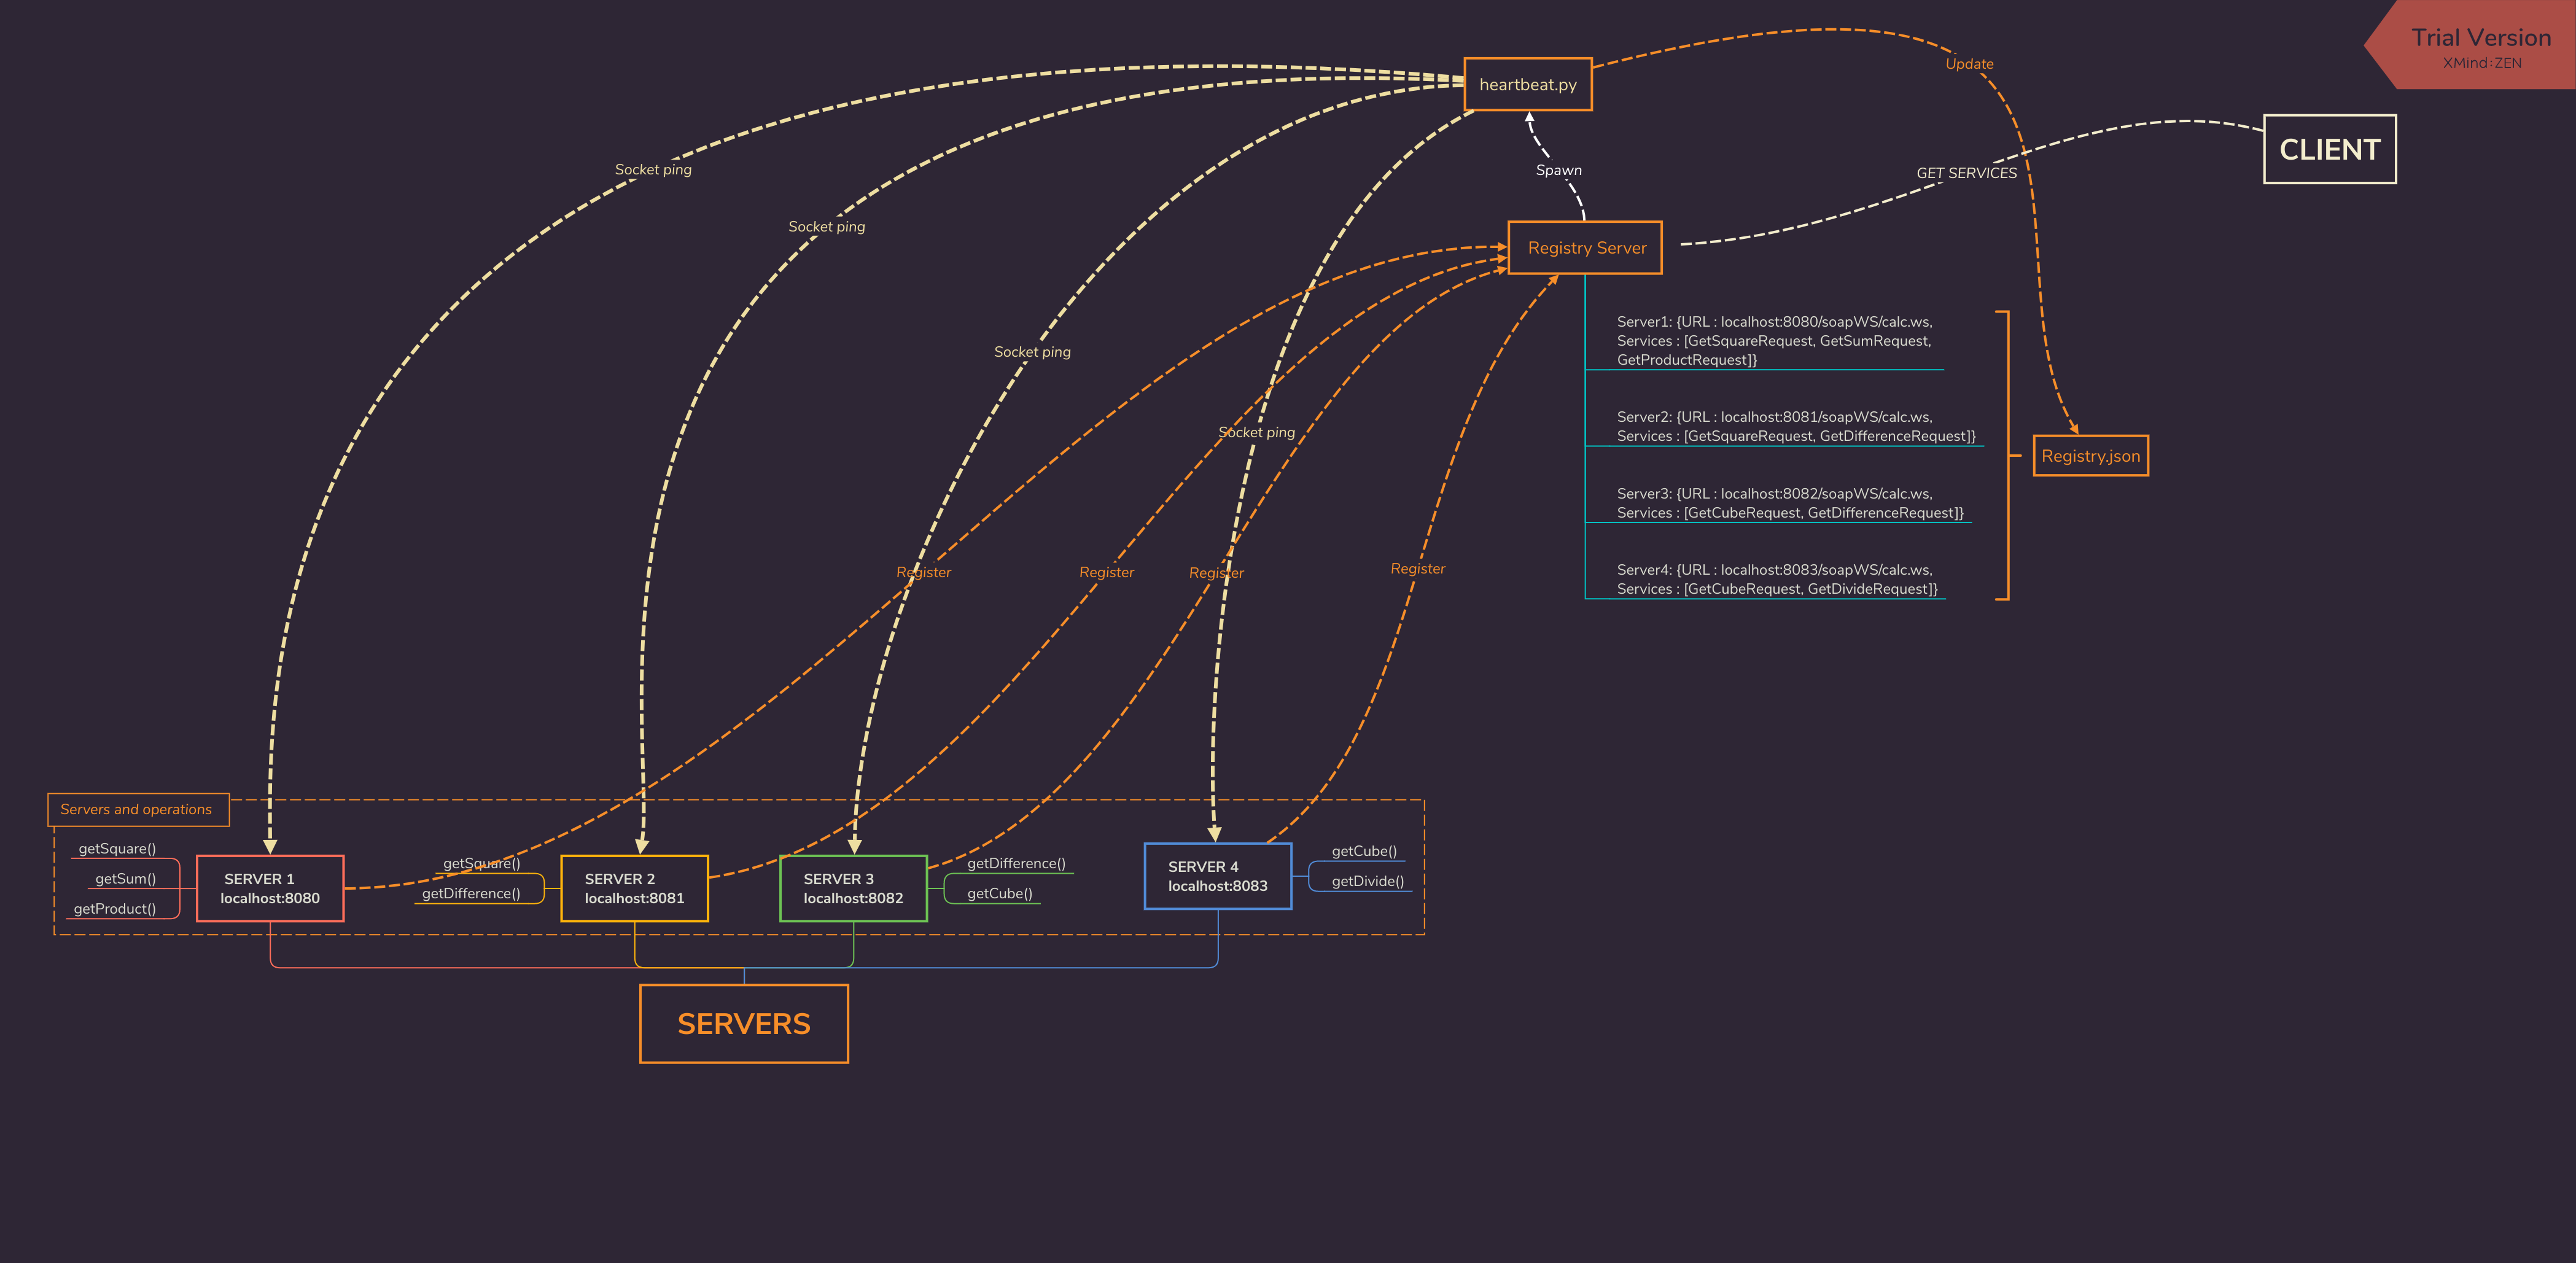 Trial Version
XMind:ZEN
heartbeat.py
Update
CLIENT
Socket ping
Spawn
GET SERVICES
Socket ping
Registry Server
Server1: {URL : localhost:8080/soapWS/calc.ws,
Services : [GetSquareRequest, GetSumRequest,
GetProductRequest]}
Socket ping
Server2: {URL : localhost:8081/soapWS/calc.ws,
Services : [GetSquareRequest, GetDifferenceRequest]}
Socket ping
Registry.json
Server3: {URL : localhost:8082/soapWS/calc.ws,
Services : [GetCubeRequest, GetDifferenceRequest]}
Server4: {URL : localhost:8083/soapWS/calc.ws,
Services : [GetCubeRequest, GetDivideRequest]}
Register
Register
Register
Register
Servers and operations
getSquare()
getSum()
getProduct()
SERVER 1
localhost:8080
getSquare()
getDifference()
SERVER 2
localhost:8081
SERVER 3
localhost:8082
getDifference()
getCube()
SERVER 4
localhost:8083
getCube()
getDivide()
SERVERS